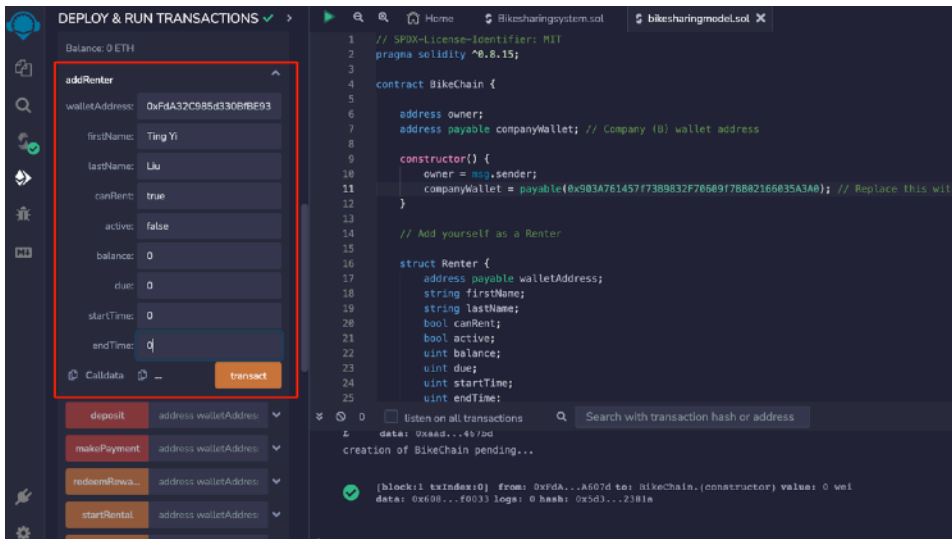 DEPLOY & RUN TRANSACTIONS
Balance: 0 ETH
addRenter
walletAddress: 0xFdA32C985d330BfBE93
firstName: Ting Yi
lastName: Liu
canRent: true
active: false
balance: 0
due: 0
startTime: 0
endTime: 0
Calldata
transact
deposit address walletAddres
makePayment address walletAddres
redeemRewa... address walletAddres
startRental address walletAddres
Home Bikesharingsystem.sol bikesharingmodel.sol
1 // SPDX-License-Identifier: MIT
2 pragma solidity ^0.8.15;
3
4 contract BikeChain {
5
6 address owner;
7 address payable companyWallet; // Company (B) wallet address
8
9 constructor() {
10 owner = msg.sender;
11 companyWallet = payable(0x903A761457f7389832F70609f78802166035A3A0); // Replace this wit
12 }
13
14 // Add yourself as a Renter
15
16 struct Renter {
17 address payable walletAddress;
18 string firstName;
19 string lastName;
20 bool canRent;
21 bool active;
22 uint balance;
23 uint due;
24 uint startTime;
25 uint endTime;
0 listen on all transactions Search with transaction hash or address
data: 0xaad...467bd
creation of BikeChain pending...
[block:1 txIndex:0] from: 0xFdA...A607d to: BikeChain.(constructor) value: 0 wei
data: 0x608...f0033 logs: 0 hash: 0x5d3...2381a